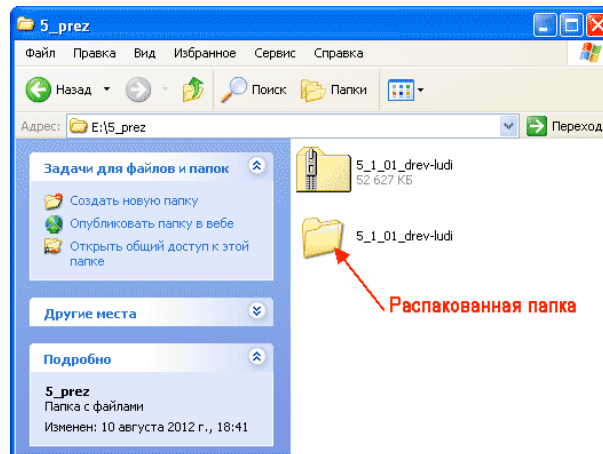 5_prez
Файл Правка Вид Избранное Сервис Справка
Назад Поиск Папки
Адрес: E:\5_prez Переход
Задачи для файлов и папок
Создать новую папку
Опубликовать папку в вебе
Открыть общий доступ к этой
папке
Другие места
Подробно
5_prez
Папка с файлами
Изменен: 10 августа 2012 г., 18:41
5_1_01_drev-ludi
52 627 КБ
5_1_01_drev-ludi
Распакованная папка